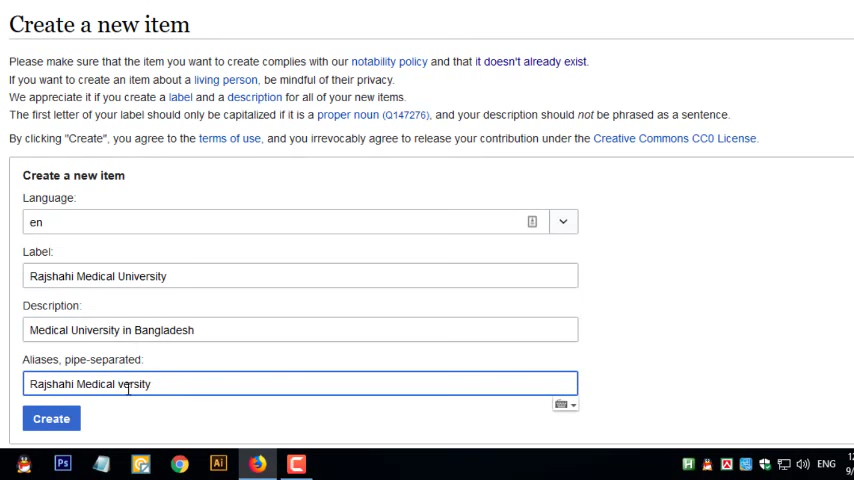 Create a new item
Please make sure that the item you want to create complies with our notability policy and that it doesn't already exist.
If you want to create an item about a living person, be mindful of their privacy.
We appreciate it if you create a label and a description for all of your new items.
The first letter of your label should only be capitalized if it is a proper noun (Q147276), and your description should not be phrased as a sentence.
By clicking "Create", you agree to the terms of use, and you irrevocably agree to release your contribution under the Creative Commons CC0 License.
Create a new item
Language:
en
Label:
Rajshahi Medical University
Description:
Medical University in Bangladesh
Aliases, pipe-separated:
Rajshahi Medical versity
Create
Ps
Ai
C
H
ENG